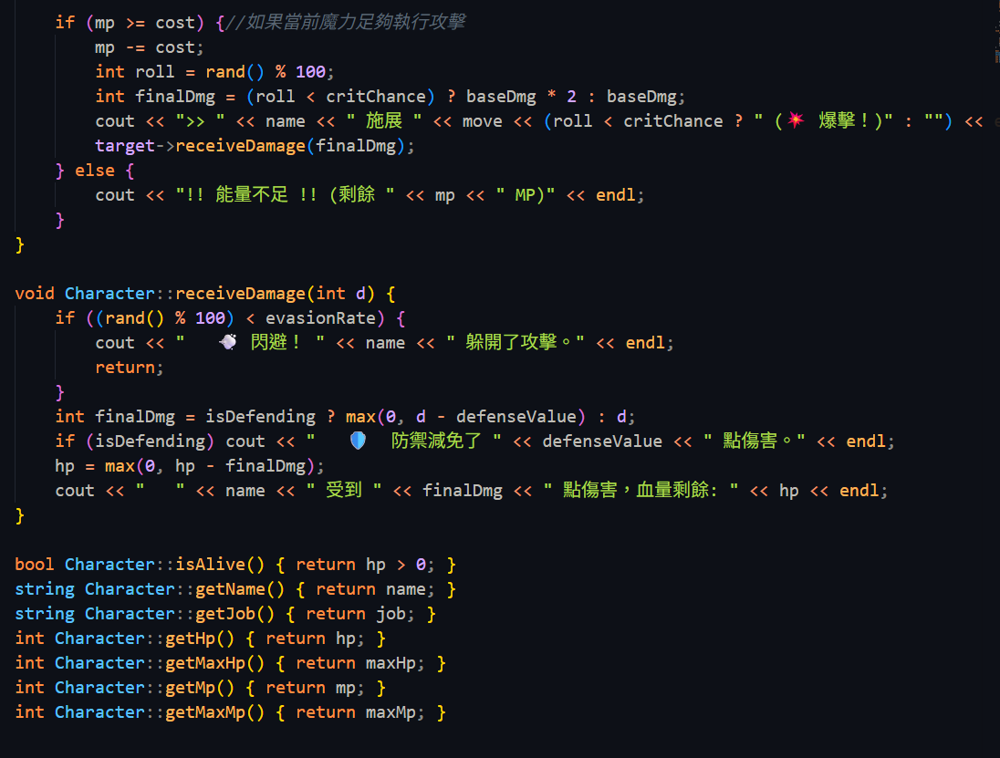 if (mp >= cost) {//如果當前魔力足夠執行攻擊
mp -= cost;
int roll = rand() % 100;
int finalDmg = (roll < critChance) ? baseDmg * 2 : baseDmg;
cout << ">> " << name << " 施展 " << move << (roll < critChance ? " (💥 爆擊！)" : "") <<
target->receiveDamage(finalDmg);
} else {
cout << "!! 能量不足 !! (剩餘 " << mp << " MP)" << endl;
}
}
void Character::receiveDamage(int d) {
if ((rand() % 100) < evasionRate) {
cout << "   💨 閃避！ " << name << " 躲開了攻擊。" << endl;
return;
}
int finalDmg = isDefending ? max(0, d - defenseValue) : d;
if (isDefending) cout << "   🛡️ 防禦減免了 " << defenseValue << " 點傷害。" << endl;
hp = max(0, hp - finalDmg);
cout << "   " << name << " 受到 " << finalDmg << " 點傷害，血量剩餘: " << hp << endl;
}
bool Character::isAlive() { return hp > 0; }
string Character::getName() { return name; }
string Character::getJob() { return job; }
int Character::getHp() { return hp; }
int Character::getMaxHp() { return maxHp; }
int Character::getMp() { return mp; }
int Character::getMaxMp() { return maxMp; }